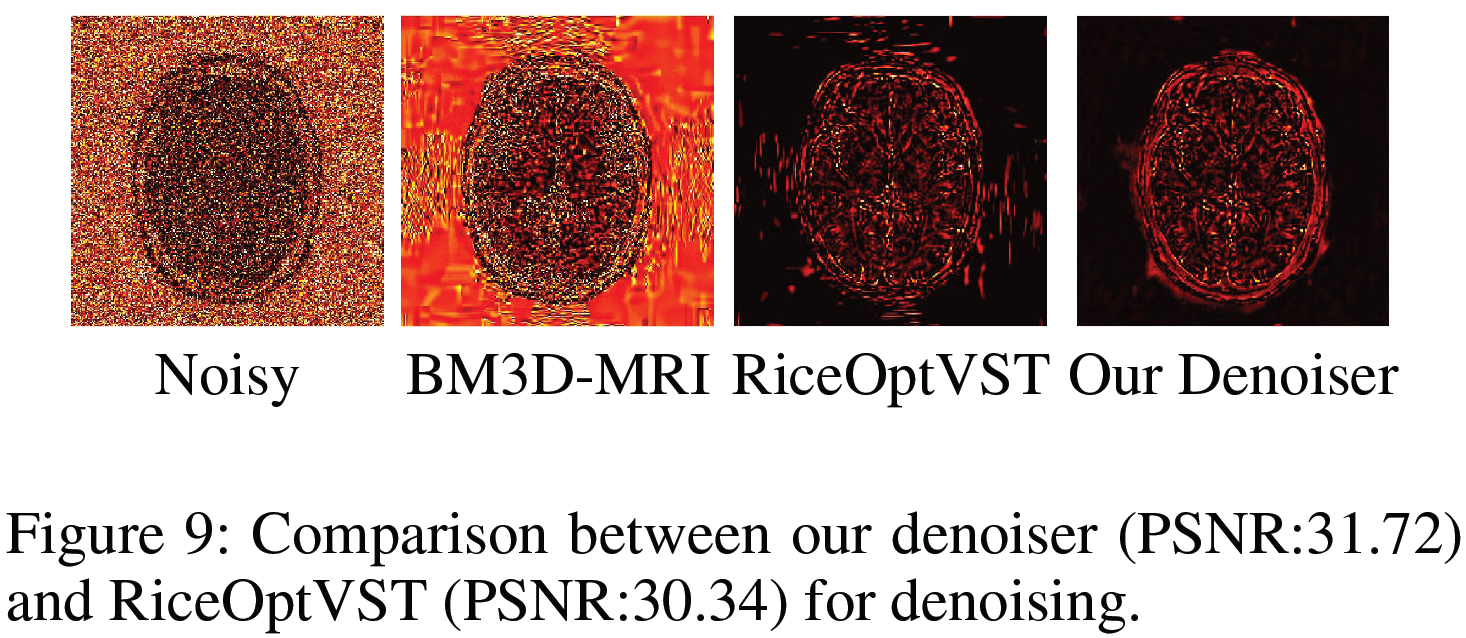 Noisy BM3D-MRI RiceOptVST Our Denoiser
Figure 9: Comparison between our denoiser (PSNR:31.72)
and RiceOptVST (PSNR:30.34) for denoising.